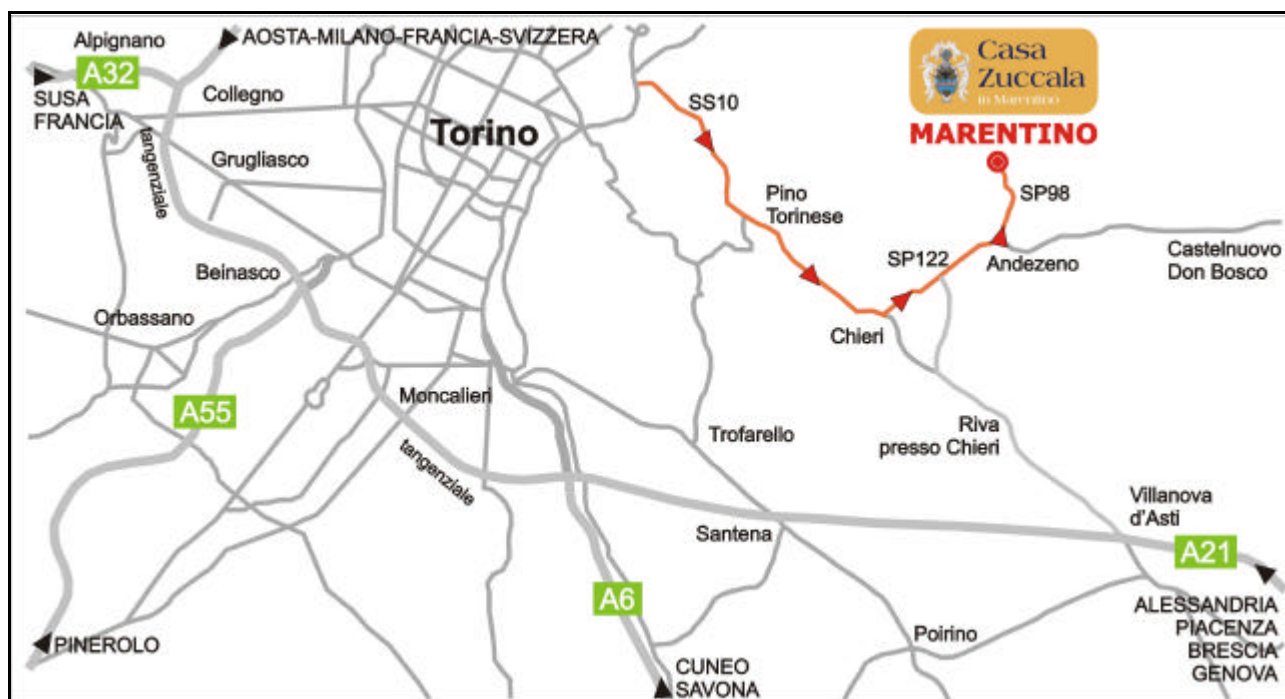 Alpignano
AOSTA-MILANO-FRANCIA-SVIZZERA
A32
SUSA
FRANCIA
Collegno
tangenziale
Grugliasco
Torino
SS10
Casa
Zuccala
in Marentino
MARENTINO
SP98
Pino
Torinese
SP122
Andezeno
Castelnuovo
Don Bosco
Beinasco
Orbassano
Chieri
A55
Moncalieri
tangenziale
Trofarello
Riva
presso Chieri
Villanova
d'Asti
Santena
A21
A6
PINEROLO
Poirino
CUNEO
SAVONA
ALESSANDRIA
PIACENZA
BRESCIA
GENOVA